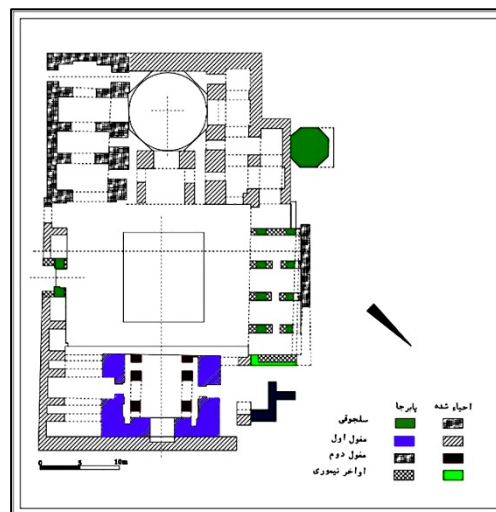 احیاء شده پابرجا
سلجوقی
مغول اول
مغول دوم
اواخر تیموری
0 5 10m